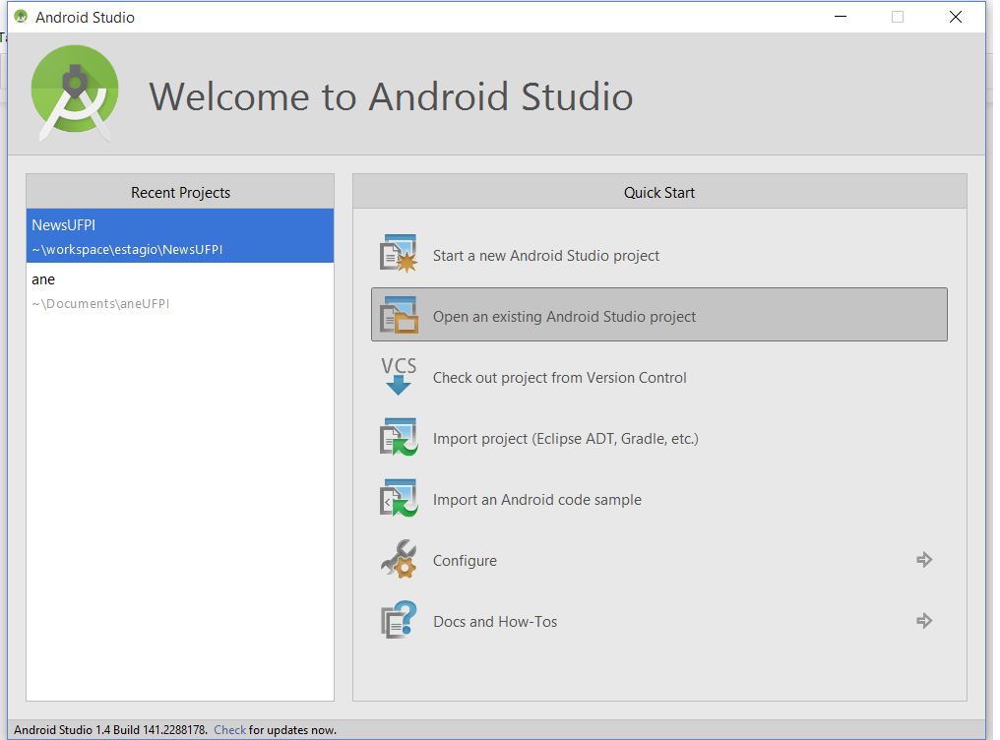 Android Studio
Welcome to Android Studio
Recent Projects
NewsUFPI
~\workspace\estagio\NewsUFPI
ane
~\Documents\aneUFPI
Quick Start
Start a new Android Studio project
Open an existing Android Studio project
VCS
Check out project from Version Control
Import project (Eclipse ADT, Gradle, etc.)
Import an Android code sample
Configure
Docs and How-Tos
Android Studio 1.4 Build 141.2288178. Check for updates now.